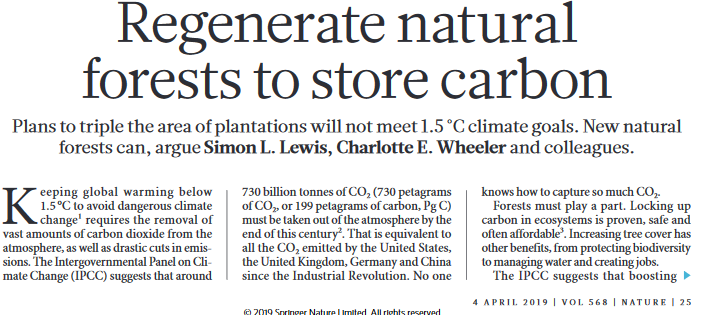 Regenerate natural
forests to store carbon
Plans to triple the area of plantations will not meet 1.5 °C climate goals. New natural
forests can, argue Simon L. Lewis, Charlotte E. Wheeler and colleagues.
Keeping global warming below
1.5 °C to avoid dangerous climate
change¹ requires the removal of
vast amounts of carbon dioxide from the
atmosphere, as well as drastic cuts in emis-
sions. The Intergovernmental Panel on Cli-
mate Change (IPCC) suggests that around
730 billion tonnes of CO₂ (730 petagrams
of CO₂, or 199 petagrams of carbon, Pg C)
must be taken out of the atmosphere by the
end of this century². That is equivalent to
all the CO₂ emitted by the United States,
the United Kingdom, Germany and China
since the Industrial Revolution. No one
knows how to capture so much CO₂.
Forests must play a part. Locking up
carbon in ecosystems is proven, safe and
often affordable³. Increasing tree cover has
other benefits, from protecting biodiversity
to managing water and creating jobs.
The IPCC suggests that boosting
4 APRIL 2019 | VOL 568 | NATURE | 25
© 2019 Springer Nature Limited. All rights reserved.